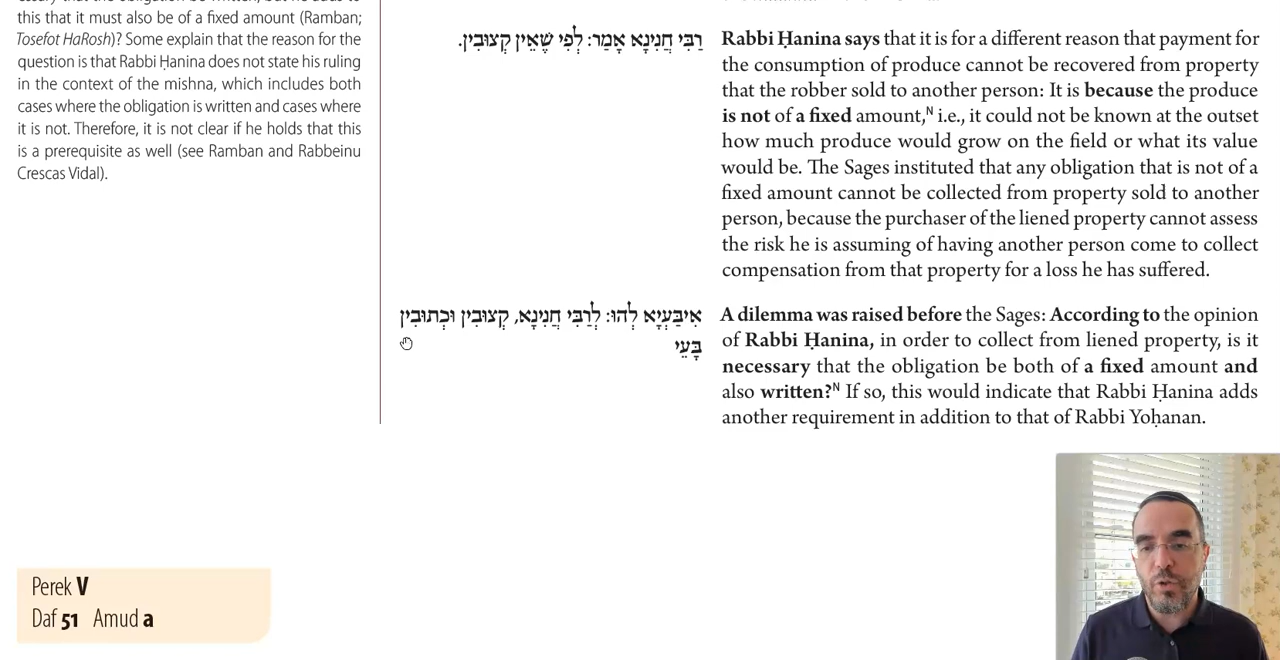 this that it must also be of a fixed amount (Ramban;
Tosefot HaRosh)? Some explain that the reason for the
question is that Rabbi Ḥanina does not state his ruling
in the context of the mishna, which includes both
cases where the obligation is written and cases where
it is not. Therefore, it is not clear if he holds that this
is a prerequisite as well (see Ramban and Rabbeinu
Crescas Vidal).
רַבִּי חֲנִינָא אָמַר: לְפִי שֶׁאֵין קְצוּבִין.
Rabbi Ḥanina says that it is for a different reason that payment for
the consumption of produce cannot be recovered from property
that the robber sold to another person: It is because the produce
is not of a fixed amount,ᴺ i.e., it could not be known at the outset
how much produce would grow on the field or what its value
would be. The Sages instituted that any obligation that is not of a
fixed amount cannot be collected from property sold to another
person, because the purchaser of the liened property cannot assess
the risk he is assuming of having another person come to collect
compensation from that property for a loss he has suffered.
אִיבַּעְיָא לְהוּ: לְרַבִּי חֲנִינָא, קְצוּבִין וּכְתוּבִין
בָּעֵי
A dilemma was raised before the Sages: According to the opinion
of Rabbi Ḥanina, in order to collect from liened property, is it
necessary that the obligation be both of a fixed amount and
also written?ᴺ If so, this would indicate that Rabbi Ḥanina adds
another requirement in addition to that of Rabbi Yoḥanan.
Perek V
Daf 51 Amud a